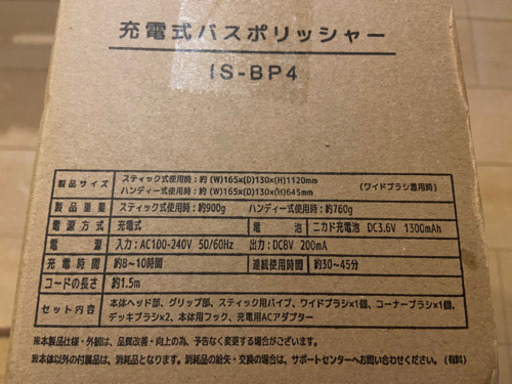 充電式バスポリッシャー
IS-BP4
製品サイズ スティック式使用時：約 (W)165×(D)130×(H)1120mm
ハンディー式使用時：約 (W)165×(D)130×(H)645mm (ワイドブラシ着用時)
製品重量 スティック式使用時：約900g ハンディー式使用時：約760g
電源方式 充電式 電池 ニカド充電池 DC3.6V 1300mAh
電源 入力：AC100-240V 50/60Hz 出力：DC8V 200mA
充電時間 約8～10時間 連続使用時間 約30～45分
コードの長さ 約1.5m
セット内容 本体ヘッド部、グリップ部、スティック用パイプ、ワイドブラシ×1個、コーナーブラシ×1個、
デッキブラシ×2、本体用フック、充電用ACアダプター
※本製品仕様・外観は、品質改善・向上の為、予告なく変更する場合がございます。
※本体以外の付属品は、消耗品となります。消耗品の紛失・交換の場合は、サポートセンターへお問い合わせください。(有料)